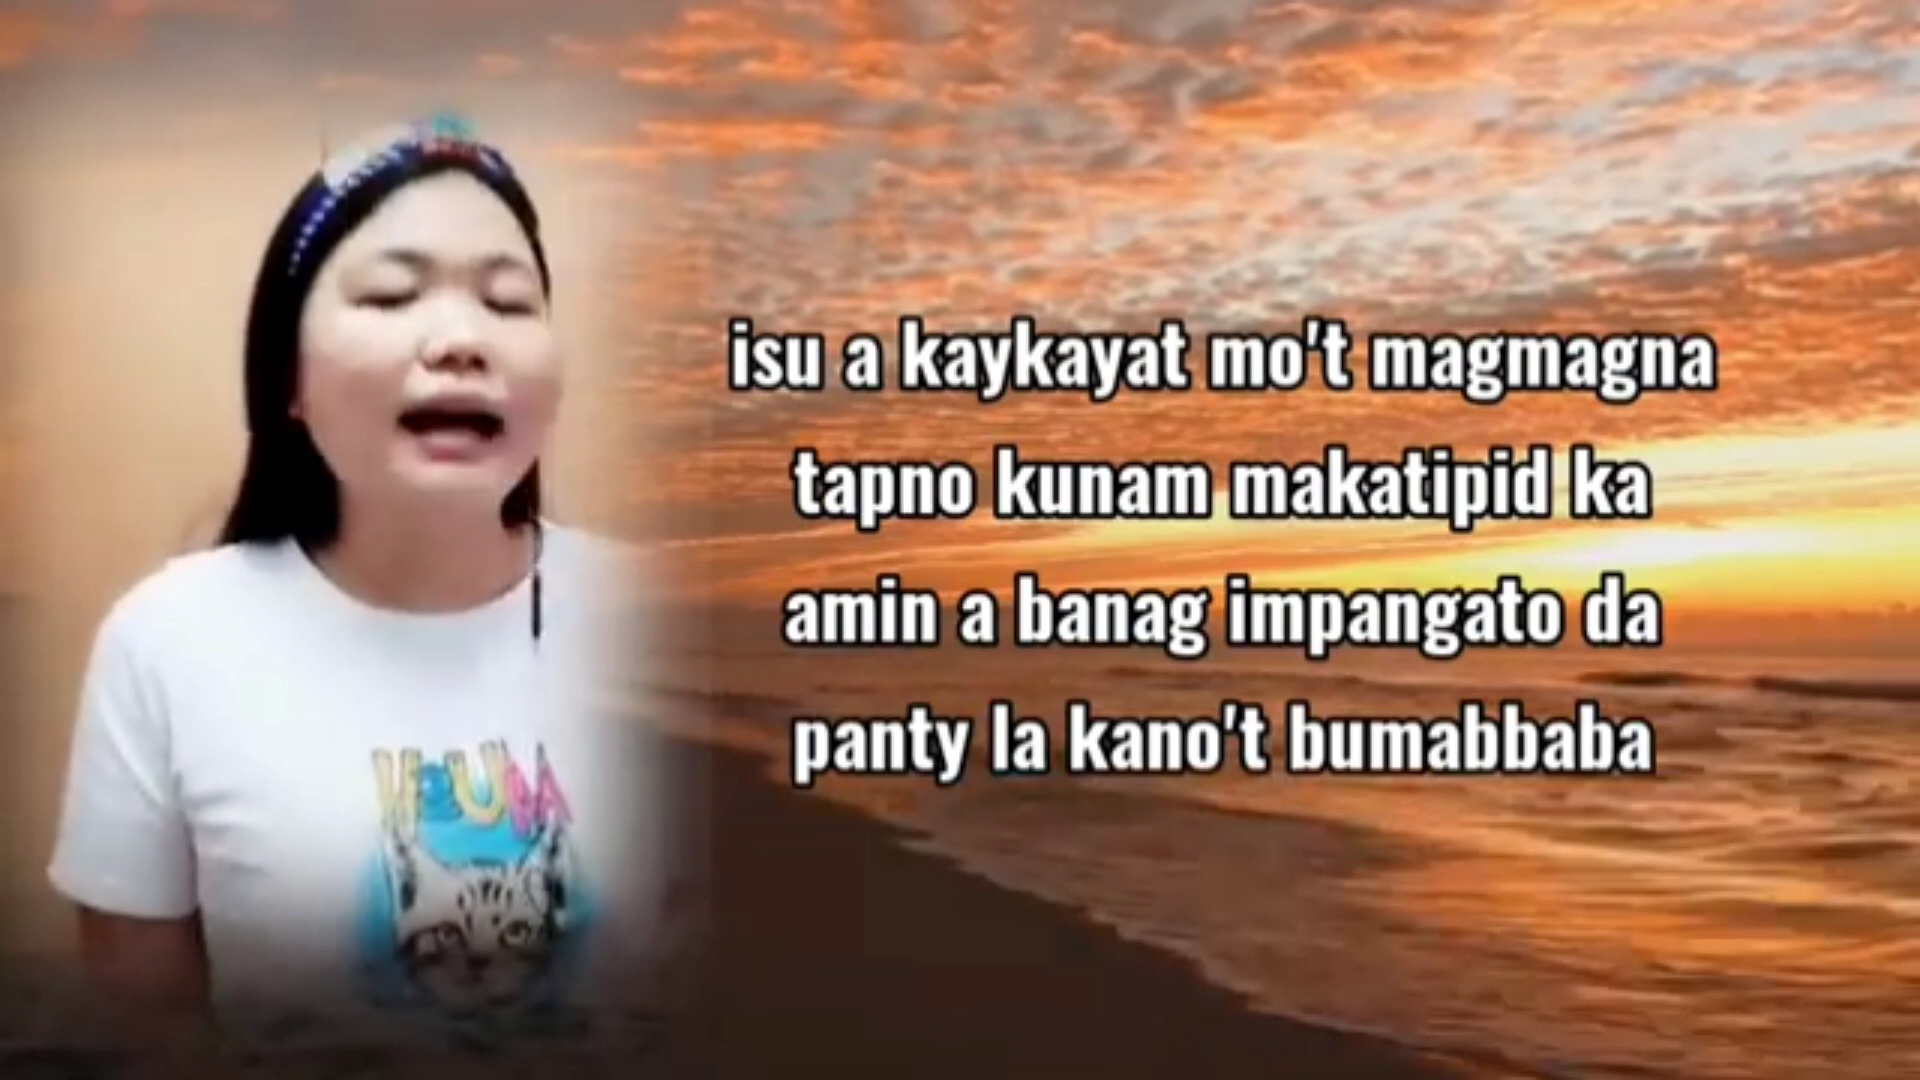 isu a kaykayat mo't magmagna
tapno kunam makatipid ka
amin a banag impangato da
panty la kano't bumabbaba